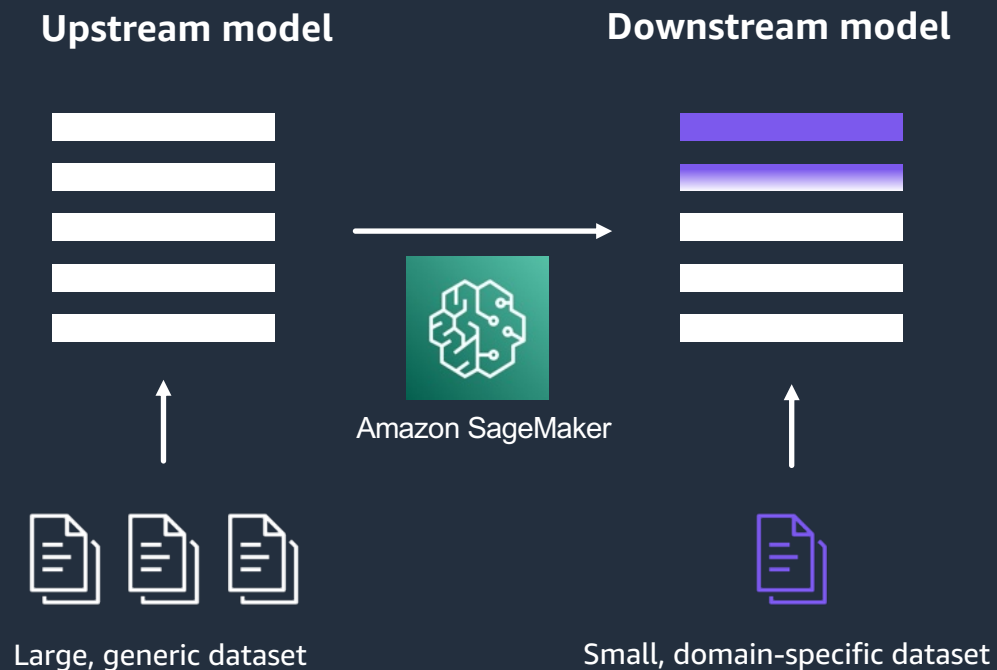 Upstream model
Downstream model
Amazon SageMaker
Large, generic dataset
Small, domain-specific dataset